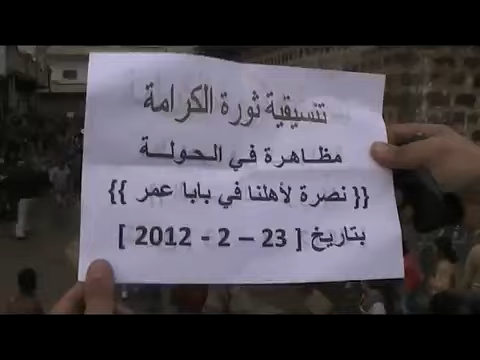 تنسيقية ثورة الكرامة
مظاهرة في الحولة
{{ نصرة لأهلنا في بابا عمر }}
بتاريخ [ 23 – 2 - 2012 ]